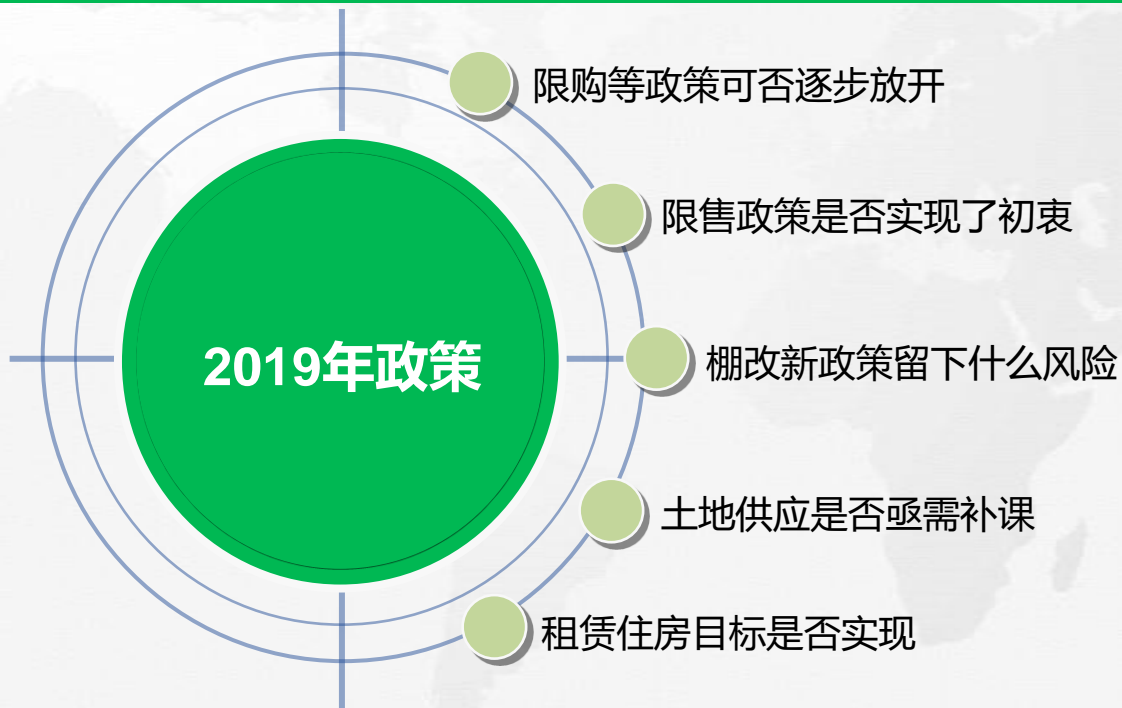 限购等政策可否逐步放开
限售政策是否实现了初衷
2019年政策
棚改新政策留下什么风险
土地供应是否亟需补课
租赁住房目标是否实现